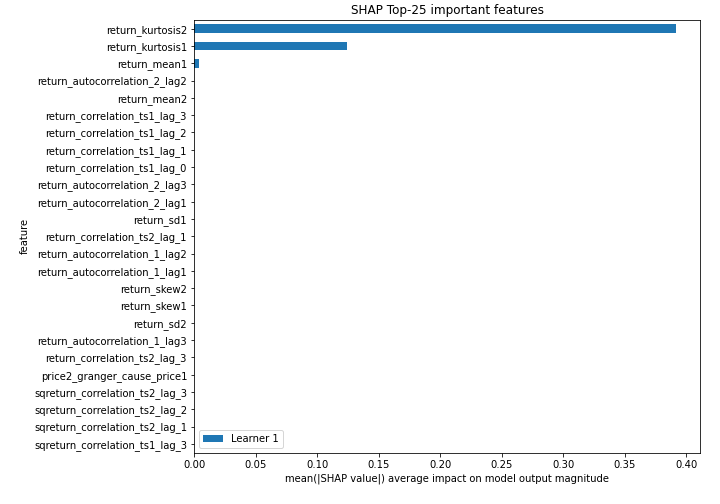 SHAP Top-25 important features
return_kurtosis2
return_kurtosis1
return_mean1
return_autocorrelation_2_lag2
return_mean2
return_correlation_ts1_lag_3
return_correlation_ts1_lag_2
return_correlation_ts1_lag_1
return_correlation_ts1_lag_0
return_autocorrelation_2_lag3
return_autocorrelation_2_lag1
return_sd1
return_correlation_ts2_lag_1
return_autocorrelation_1_lag2
return_autocorrelation_1_lag1
return_skew2
return_skew1
return_sd2
return_autocorrelation_1_lag3
return_correlation_ts2_lag_3
price2_granger_cause_price1
sqreturn_correlation_ts2_lag_3
sqreturn_correlation_ts2_lag_2
sqreturn_correlation_ts2_lag_1
sqreturn_correlation_ts1_lag_3
feature
Learner 1
0.00 0.05 0.10 0.15 0.20 0.25 0.30 0.35 0.40
mean(|SHAP value|) average impact on model output magnitude